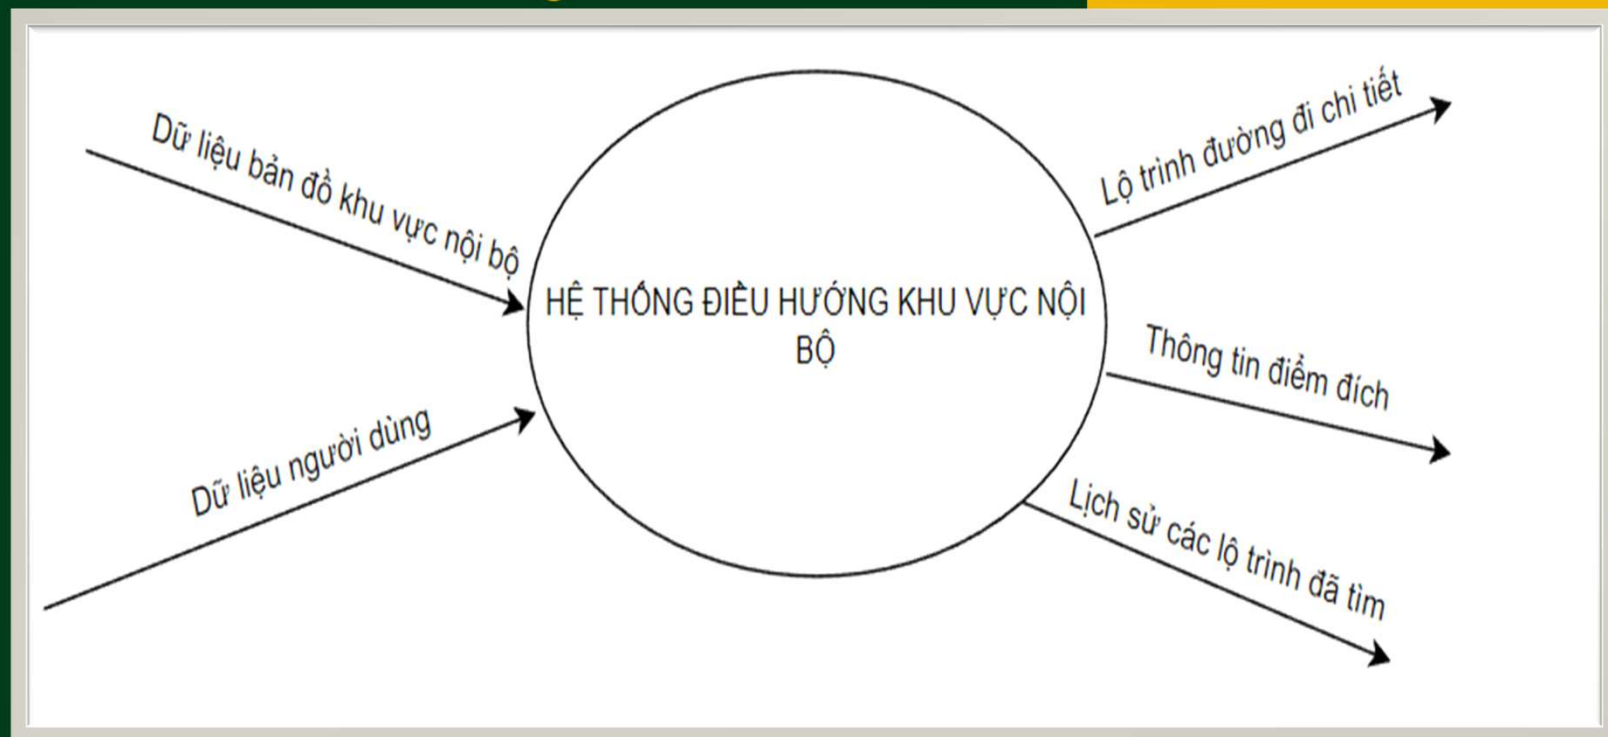 Dữ liệu bản đồ khu vực nội bộ
Dữ liệu người dùng
HỆ THỐNG ĐIỀU HƯỚNG KHU VỰC NỘI
BỘ
Lộ trình đường đi chi tiết
Thông tin điểm đích
Lịch sử các lộ trình đã tìm